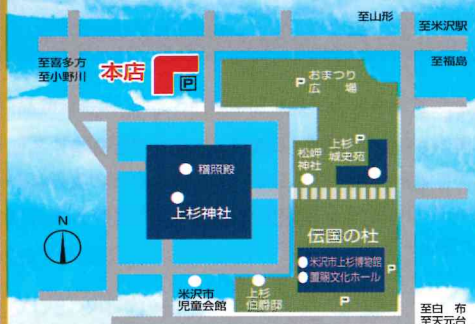 至山形
至米沢駅
至喜多方
至小野川
本店
P
至福島
P
おまつり
広場
松岬
神社
上杉
城史苑
P
稽照殿
上杉神社
N
伝国の杜
米沢市上杉博物館
置賜文化ホール
P
P
米沢市
児童会館
上杉
伯爵邸
至白布
至天元台